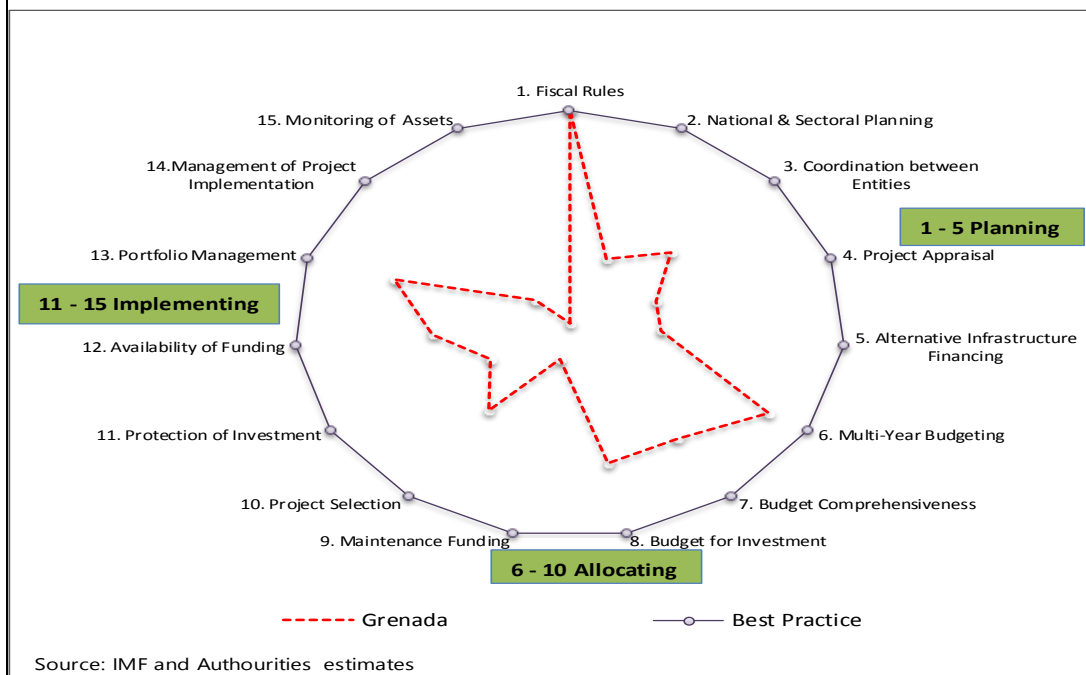 1. Fiscal Rules
2. National & Sectoral Planning
3. Coordination between
Entities
1 - 5 Planning
4. Project Appraisal
5. Alternative Infrastructure
Financing
6. Multi-Year Budgeting
7. Budget Comprehensiveness
8. Budget for Investment
6 - 10 Allocating
9. Maintenance Funding
10. Project Selection
11. Protection of Investment
12. Availability of Funding
11 - 15 Implementing
13. Portfolio Management
14.Management of Project
Implementation
15. Monitoring of Assets
Grenada
Best Practice
Source: IMF and Authourities estimates